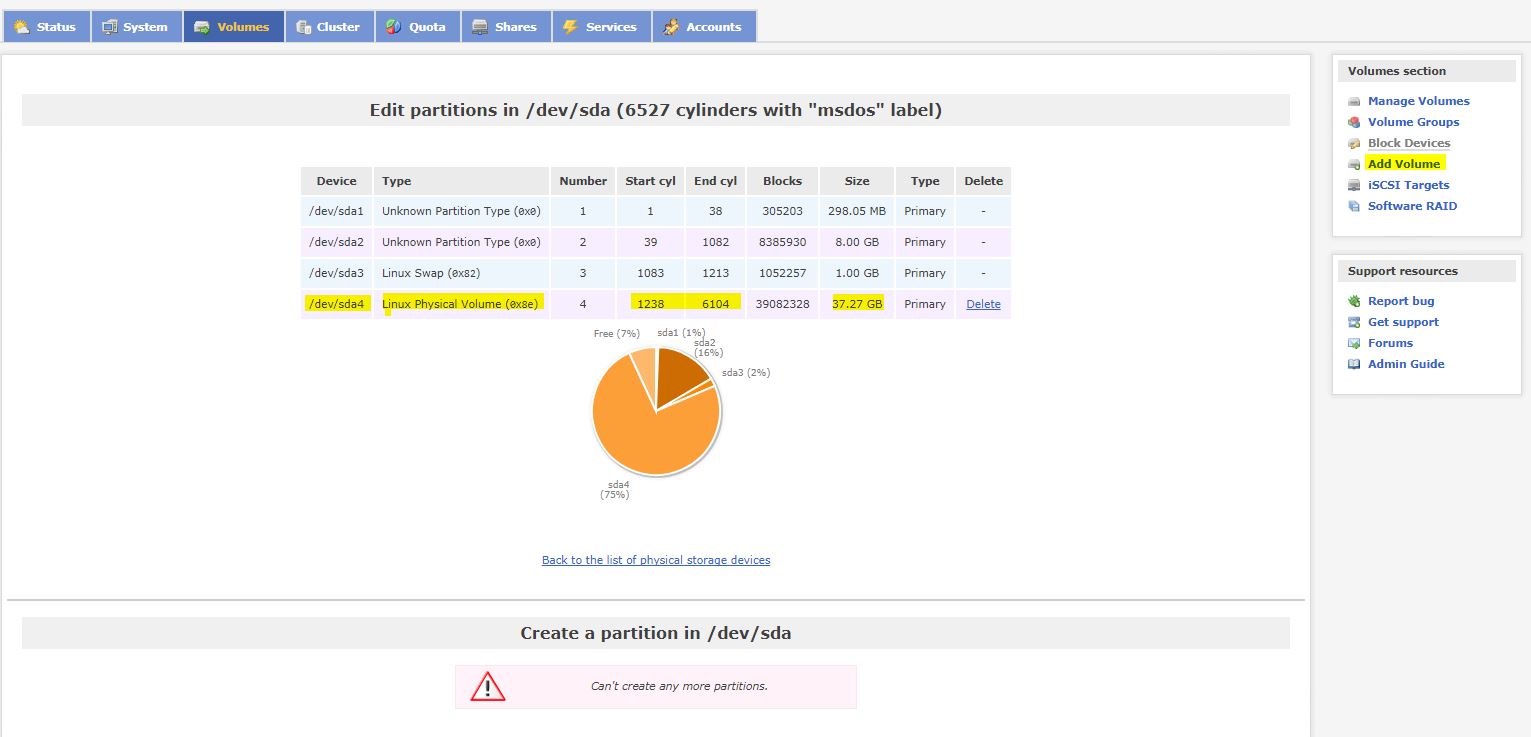 Status System Volumes Cluster Quota Shares Services Accounts
Edit partitions in /dev/sda (6527 cylinders with "msdos" label)
Device Type Number Start cyl End cyl Blocks Size Type Delete
/dev/sda1 Unknown Partition Type (0x0) 1 1 38 305203 298.05 MB Primary -
/dev/sda2 Unknown Partition Type (0x0) 2 39 1082 8385930 8.00 GB Primary -
/dev/sda3 Linux Swap (0x82) 3 1083 1213 1052257 1.00 GB Primary -
/dev/sda4 Linux Physical Volume (0x8e) 4 1238 6104 39082328 37.27 GB Primary Delete
Free (7%)
sda1 (1%)
sda2
(16%)
sda3 (2%)
sda4
(75%)
Back to the list of physical storage devices
Create a partition in /dev/sda
Can't create any more partitions.
Volumes section
Manage Volumes
Volume Groups
Block Devices
Add Volume
iSCSI Targets
Software RAID
Support resources
Report bug
Get support
Forums
Admin Guide